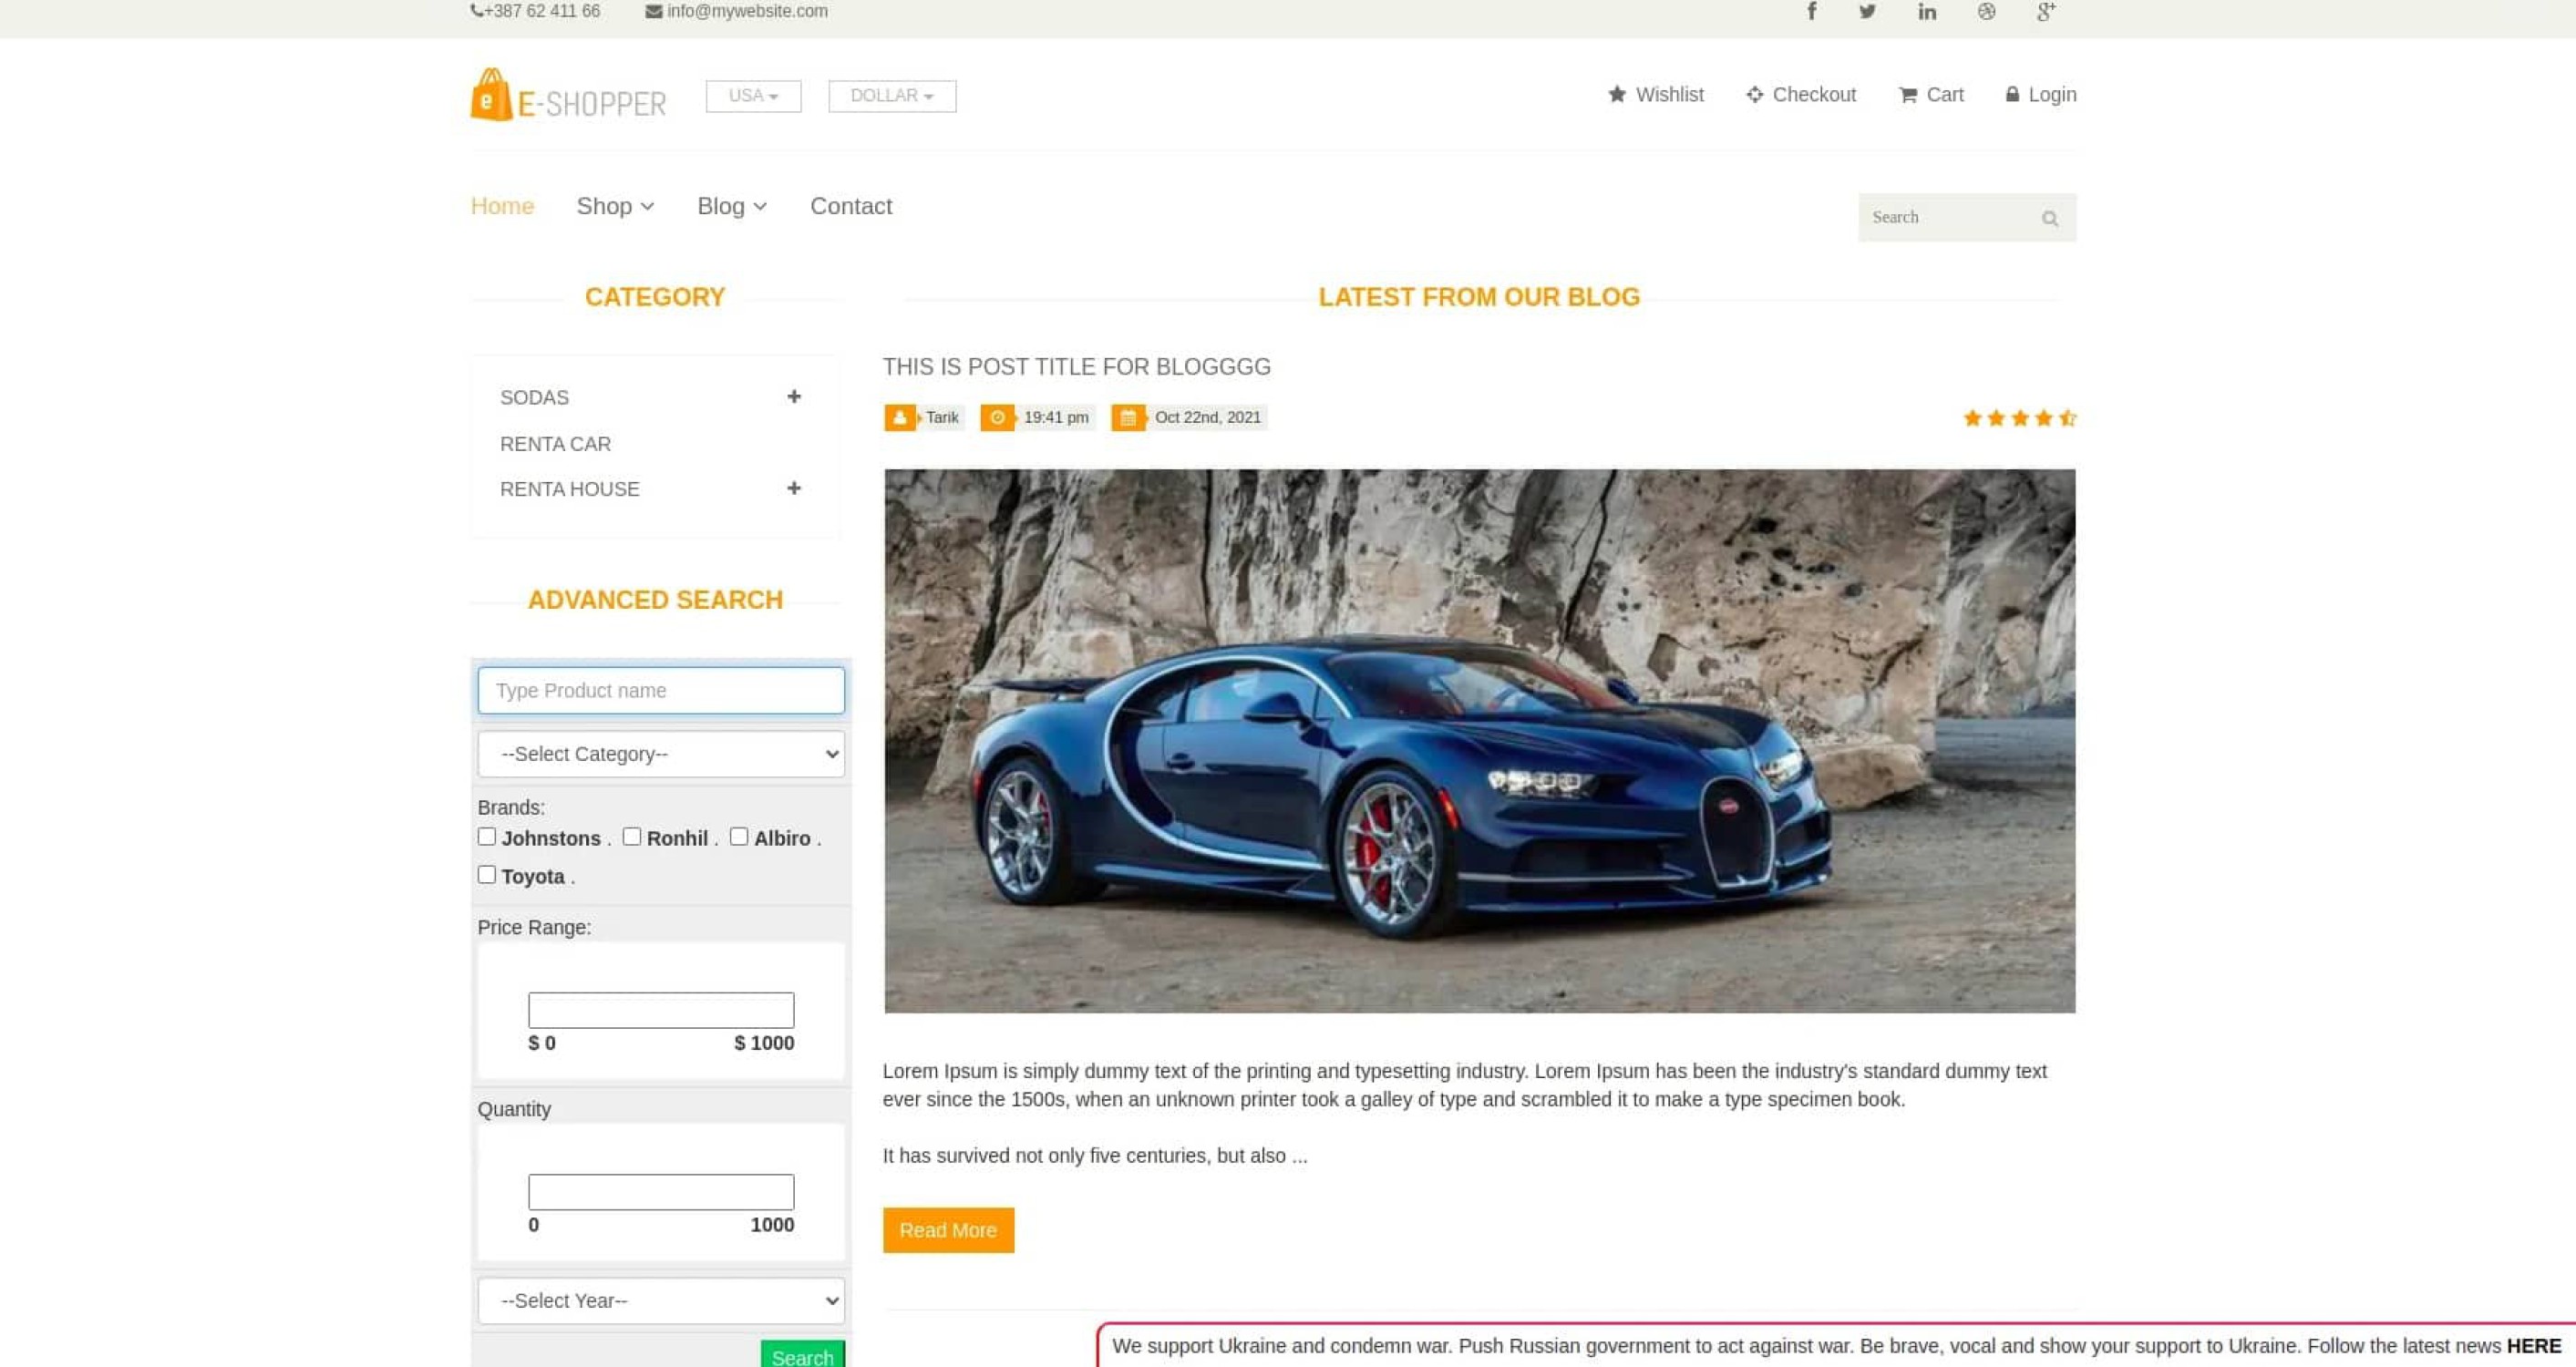 +387 62 411 66 info@mywebsite.com
e E-SHOPPER USA DOLLAR Wishlist Checkout Cart Login
Home Shop Blog Contact Search
CATEGORY
SODAS
RENTA CAR
RENTA HOUSE
ADVANCED SEARCH
Type Product name
--Select Category--
Brands:
Johnstons . Ronhil . Albiro .
Toyota .
Price Range:
$ 0 $ 1000
Quantity
0 1000
--Select Year--
Search
LATEST FROM OUR BLOG
THIS IS POST TITLE FOR BLOGGGG
Tarik 19:41 pm Oct 22nd, 2021
Lorem Ipsum is simply dummy text of the printing and typesetting industry. Lorem Ipsum has been the industry's standard dummy text
ever since the 1500s, when an unknown printer took a galley of type and scrambled it to make a type specimen book.
It has survived not only five centuries, but also ...
Read More
We support Ukraine and condemn war. Push Russian government to act against war. Be brave, vocal and show your support to Ukraine. Follow the latest news HERE